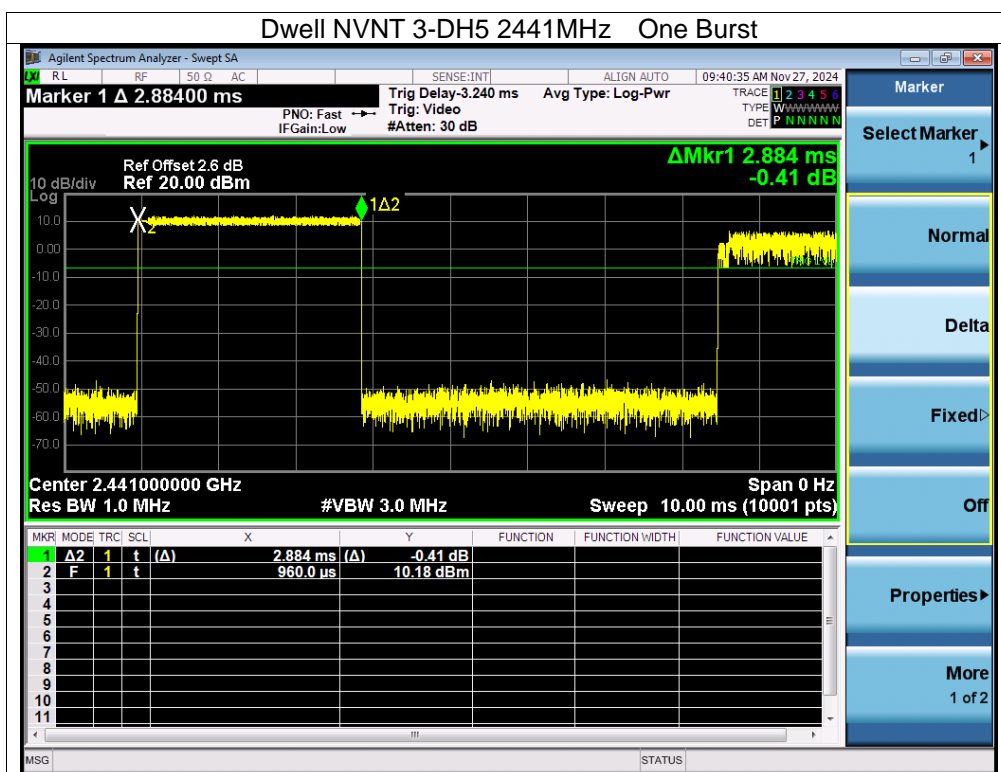 Dwell NVNT 3-DH5 2441MHz One Burst
Agilent Spectrum Analyzer - Swept SA
LXI RL RF 50 Ω AC SENSE:INT ALIGN AUTO 09:40:35 AM Nov 27, 2024
Marker 1 Δ 2.88400 ms
PNO: Fast
IFGain:Low
Trig Delay-3.240 ms
Trig: Video
#Atten: 30 dB
Avg Type: Log-Pwr
TRACE 1 2 3 4 5 6
TYPE WWWWWW
DET P N N N N N
Ref Offset 2.6 dB
Ref 20.00 dBm
10 dB/div
Log
ΔMkr1 2.884 ms
-0.41 dB
10.0
0.00
-10.0
-20.0
-30.0
-40.0
-50.0
-60.0
-70.0
2
1Δ2
Center 2.441000000 GHz
Span 0 Hz
Res BW 1.0 MHz #VBW 3.0 MHz Sweep 10.00 ms (10001 pts)
MKR MODE TRC SCL X Y FUNCTION FUNCTION WIDTH FUNCTION VALUE
1 Δ2 1 t (Δ) 2.884 ms (Δ) -0.41 dB
2 F 1 t 960.0 µs 10.18 dBm
3
4
5
6
7
8
9
10
11
MSG STATUS
Marker
Select Marker
1
Normal
Delta
Fixed
Off
Properties
More
1 of 2